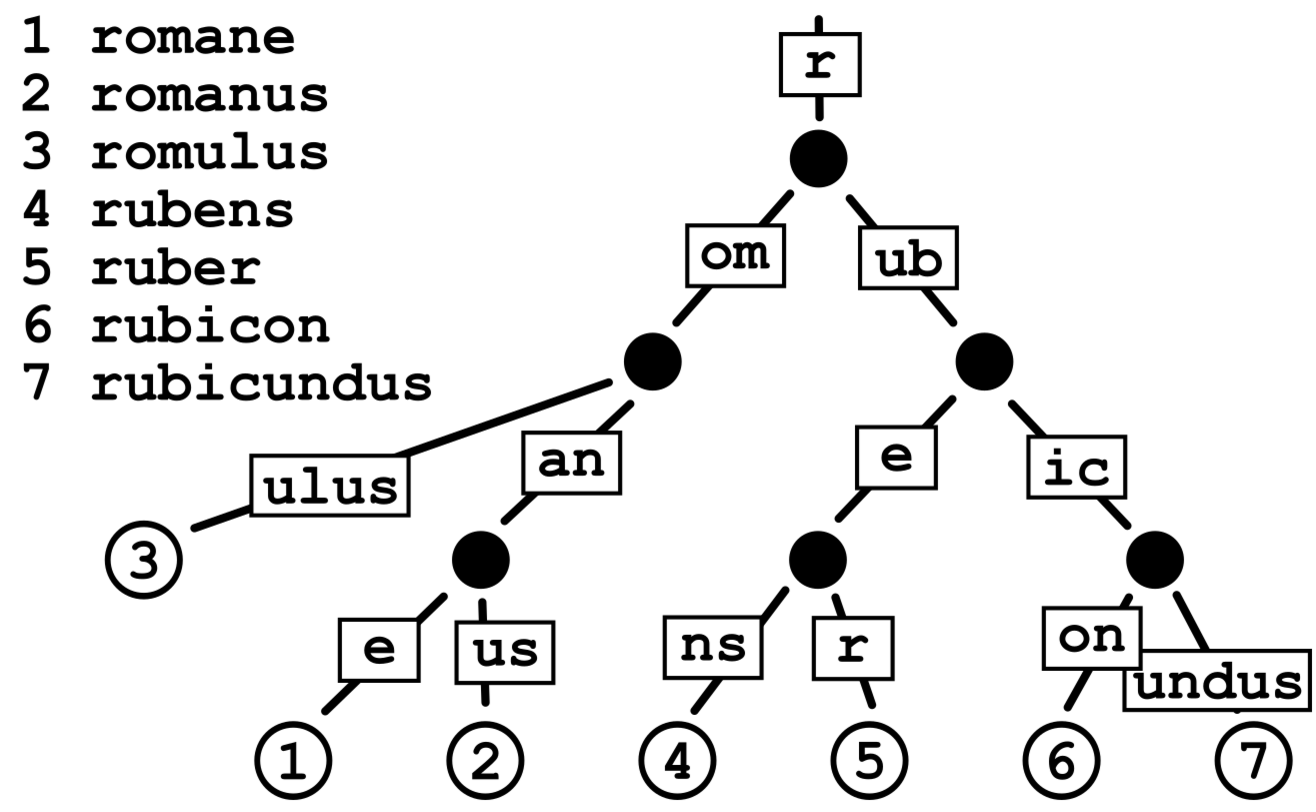 1 romane
2 romanus
3 romulus
4 rubens
5 ruber
6 rubicon
7 rubicundus
r
om
ub
ulus
an
e
ic
3
e
us
ns
r
on
undus
1
2
4
5
6
7